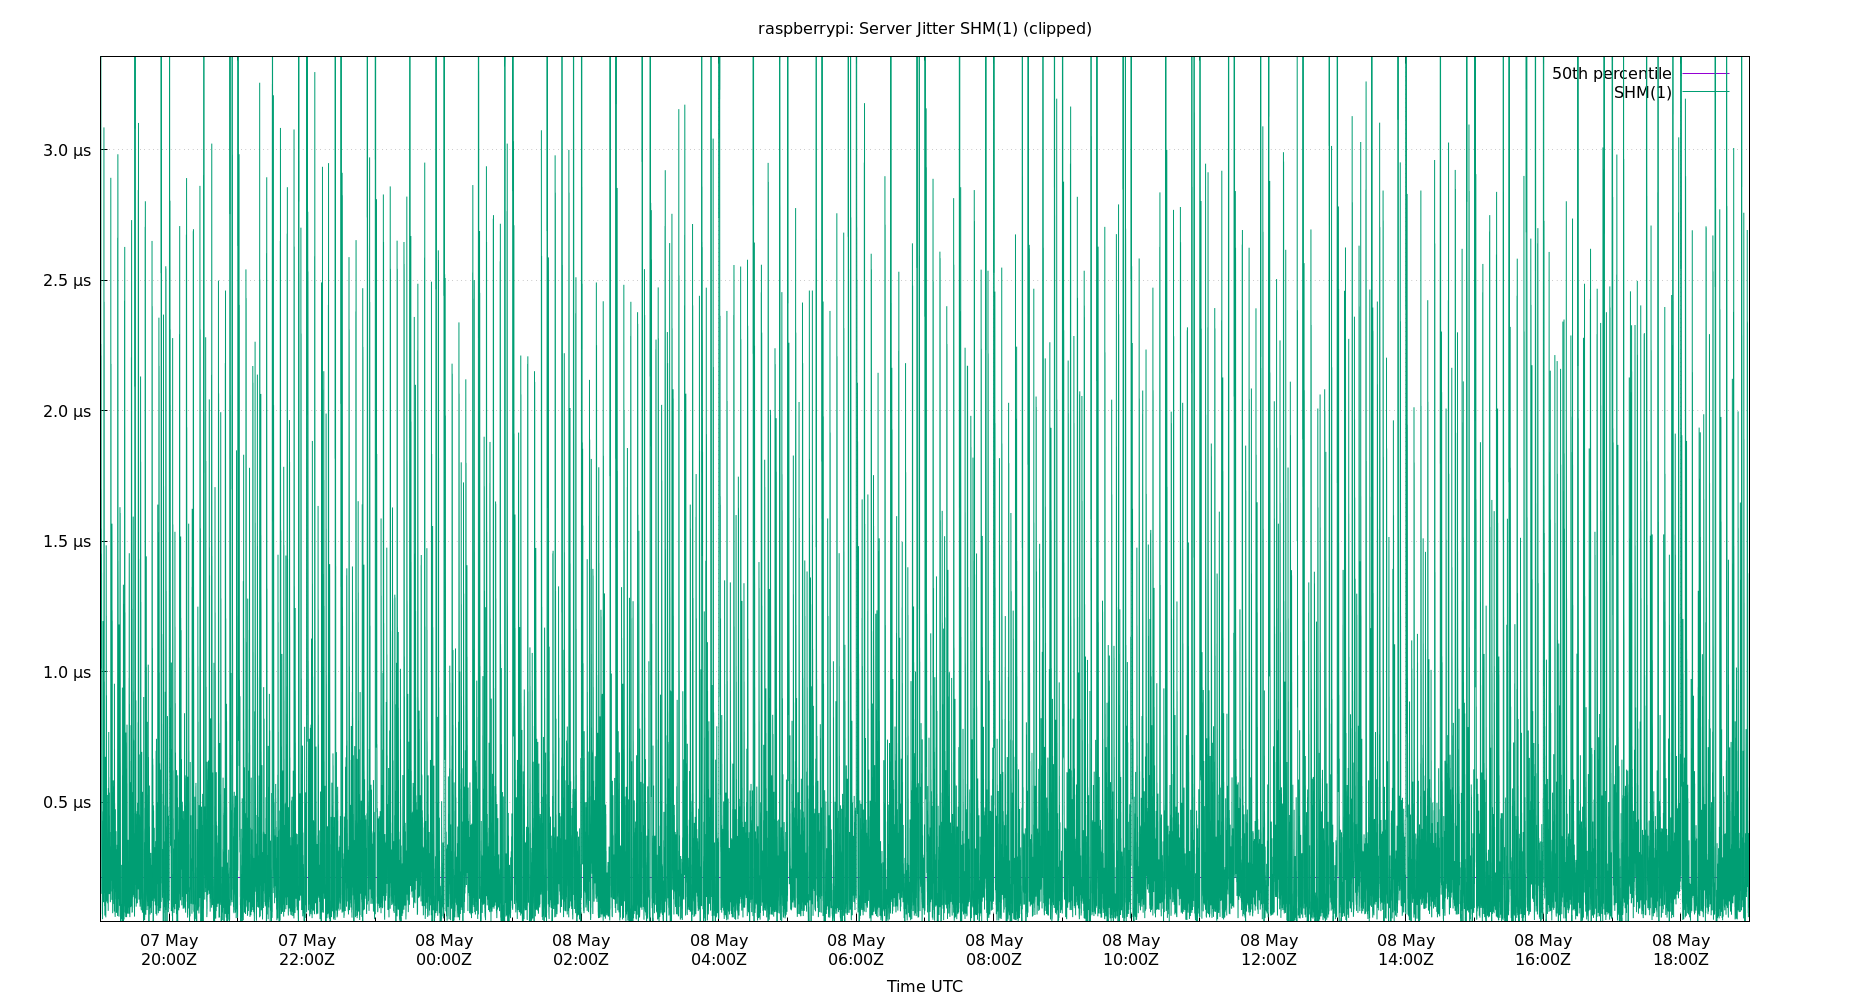 raspberrypi: Server Jitter SHM(1) (clipped)
50th percentile
SHM(1)
3.0 µs
2.5 µs
2.0 µs
1.5 µs
1.0 µs
0.5 µs
07 May 07 May 08 May 08 May 08 May 08 May 08 May 08 May 08 May 08 May 08 May 08 May
20:00Z 22:00Z 00:00Z 02:00Z 04:00Z 06:00Z 08:00Z 10:00Z 12:00Z 14:00Z 16:00Z 18:00Z
Time UTC